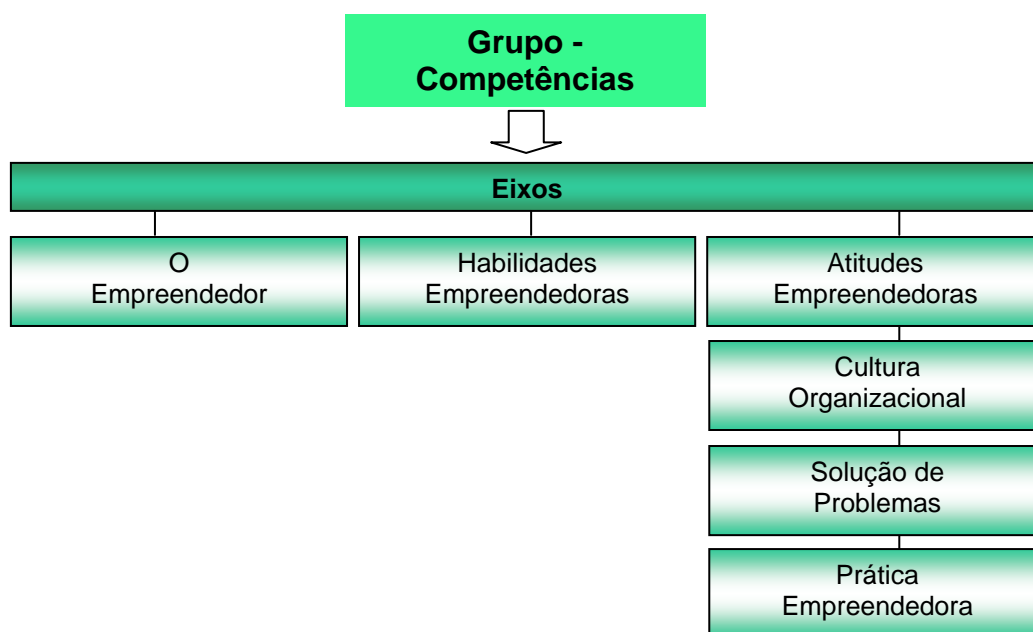 Grupo -
Competências
Eixos
O
Empreendedor
Habilidades
Empreendedoras
Atitudes
Empreendedoras
Cultura
Organizacional
Solução de
Problemas
Prática
Empreendedora